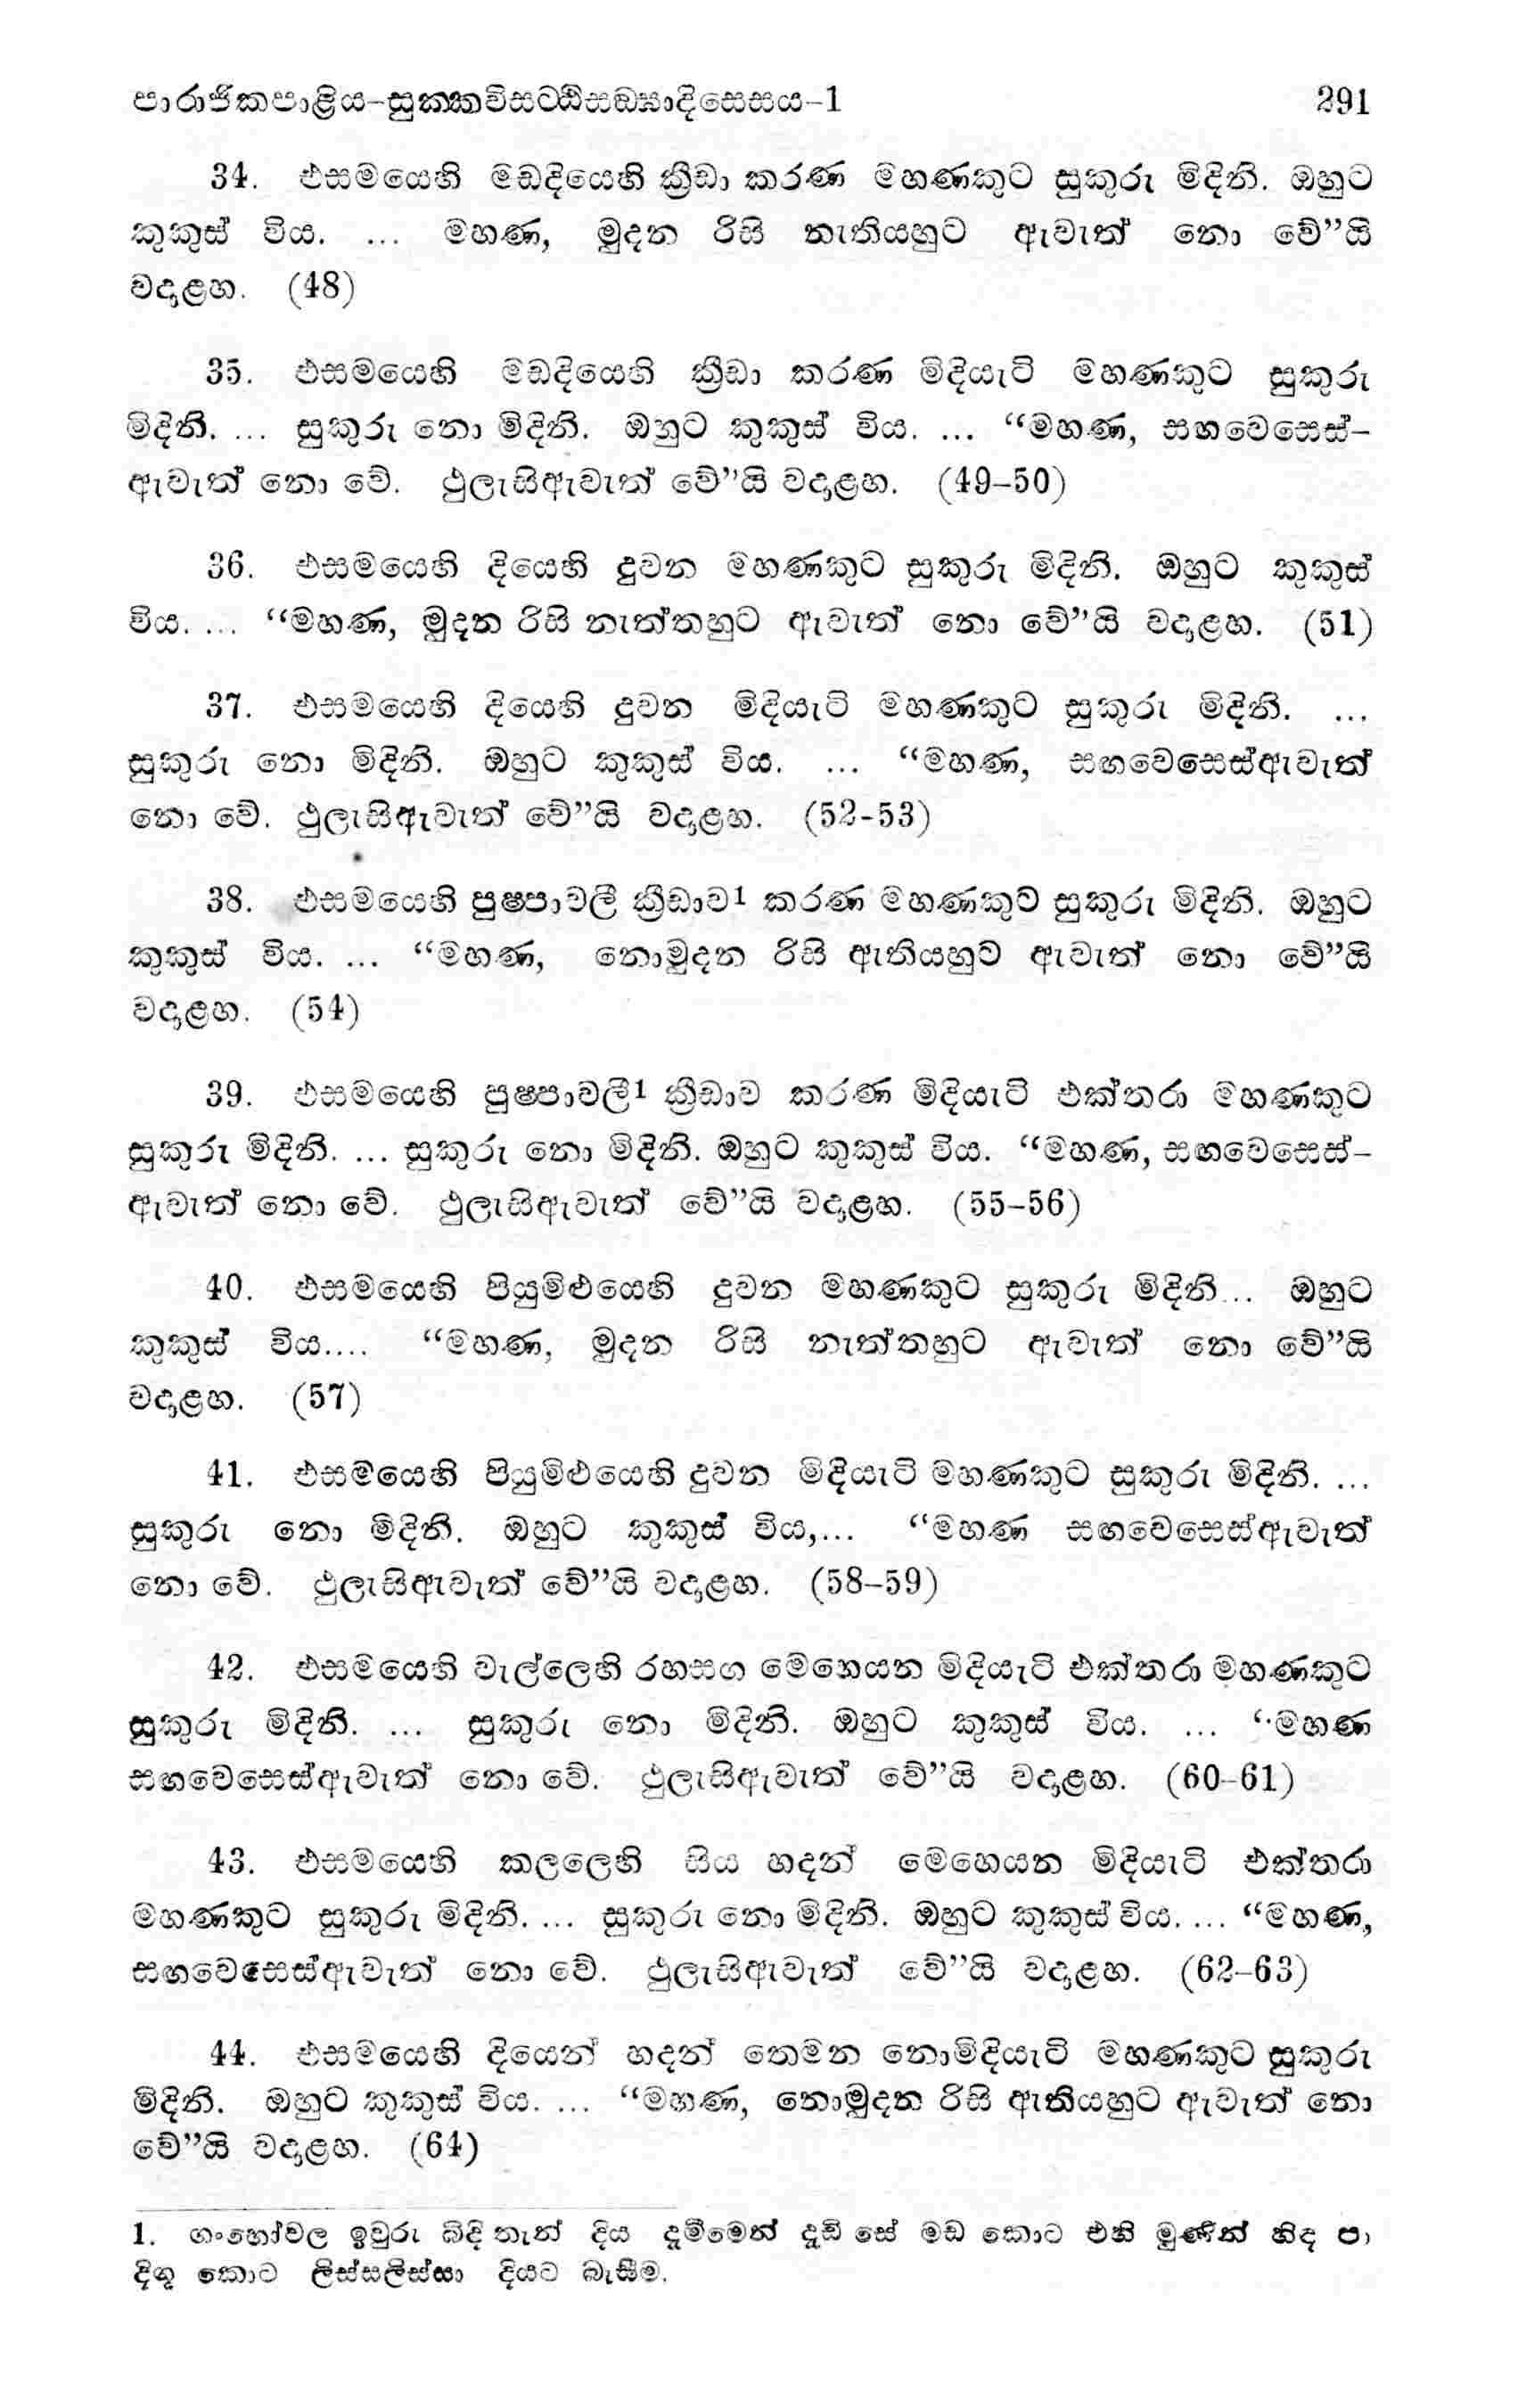 පාරාජිකපාළිය-සුක්කවිසට්ඨිසඞ්ඝාදිසෙසය-1 291
34. එසමයෙහි මඩදියෙහි ක්‍රීඩා කරණ මහණකුට සුකුරු මිදිනි. ඔහුට
කුකුස් විය. ... මහණ, මුදන රිසි නැතියහුට ඇවැත් නො වේ”යි
වදාළහ. (48)
35. එසමයෙහි මඩදියෙහි ක්‍රීඩා කරණ මිදියැටි මහණකුට සුකුරු
මිදිනි. ... සුකුරු නො මිදිනි. ඔහුට කුකුස් විය. ... “මහණ, සඟවෙසෙස්-
ඇවැත් නො වේ. ථුලැසිඇවැත් වේ”යි වදාළහ. (49-50)
36. එසමයෙහි දියෙහි දුවන මහණකුට සුකුරු මිදිනි. ඔහුට කුකුස්
විය. ... “මහණ, මුදන රිසි නැත්තහුට ඇවැත් නො වේ”යි වදාළහ. (51)
37. එසමයෙහි දියෙහි දුවන මිදියැටි මහණකුට සුකුරු මිදිනි. ...
සුකුරු නො මිදිනි. ඔහුට කුකුස් විය. ... “මහණ, සඟවෙසෙස්ඇවැත්
නො වේ. ථුලැසිඇවැත් වේ”යි වදාළහ. (52-53)
38. එසමයෙහි පුෂ්පාවලී ක්‍රීඩාව1 කරණ මහණකුට සුකුරු මිදිනි. ඔහුට
කුකුස් විය. ... “මහණ, නොමුදන රිසි ඇතියහුට ඇවැත් නො වේ”යි
වදාළහ. (54)
39. එසමයෙහි පුෂ්පාවලී1 ක්‍රීඩාව කරණ මිදියැටි එක්තරා මහණකුට
සුකුරු මිදිනි. ... සුකුරු නො මිදිනි. ඔහුට කුකුස් විය. “මහණ, සඟවෙසෙස්-
ඇවැත් නො වේ. ථුලැසිඇවැත් වේ”යි වදාළහ. (55-56)
40. එසමයෙහි පියුම්ළුයෙහි දුවන මහණකුට සුකුරු මිදිනි... ඔහුට
කුකුස් විය.... “මහණ, මුදන රිසි නැත්තහුට ඇවැත් නො වේ”යි
වදාළහ. (57)
41. එසමයෙහි පියුම්ළුයෙහි දුවන මිදියැටි මහණකුට සුකුරු මිදිනි. ...
සුකුරු නො මිදිනි. ඔහුට කුකුස් විය,... “මහණ සඟවෙසෙස්ඇවැත්
නො වේ. ථුලැසිඇවැත් වේ”යි වදාළහ. (58-59)
42. එසමයෙහි වැල්ලෙහි රහසග මෙහෙයන මිදියැටි එක්තරා මහණකුට
සුකුරු මිදිනි. ... සුකුරු නො මිදිනි. ඔහුට කුකුස් විය. ... “මහණ
සඟවෙසෙස්ඇවැත් නො වේ. ථුලැසිඇවැත් වේ”යි වදාළහ. (60-61)
43. එසමයෙහි කලලෙහි සිය හදන් මෙහෙයන මිදියැටි එක්තරා
මහණකුට සුකුරු මිදිනි. ... සුකුරු නො මිදිනි. ඔහුට කුකුස් විය. ... “මහණ,
සඟවෙසෙස්ඇවැත් නො වේ. ථුලැසිඇවැත් වේ”යි වදාළහ. (62-63)
44. එසමයෙහි දියෙන් හදන් තෙමන නොමිදියැටි මහණකුට සුකුරු
මිදිනි. ඔහුට කුකුස් විය. ... “මහණ, නොමුදන රිසි ඇතියහුට ඇවැත් නො
වේ”යි වදාළහ. (64)
1. ගංහෝවල ඉවුරු බිඳි තැන් දිය දැමීමෙන් දූඩි සේ මඩ කොට එහි මුණින් හිඳ පා
දිගු කොට ලිස්සලිස්සා දියට බැසීම.